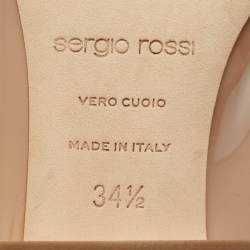 sergio rossi
VERO CUOIO
MADE IN ITALY
34½